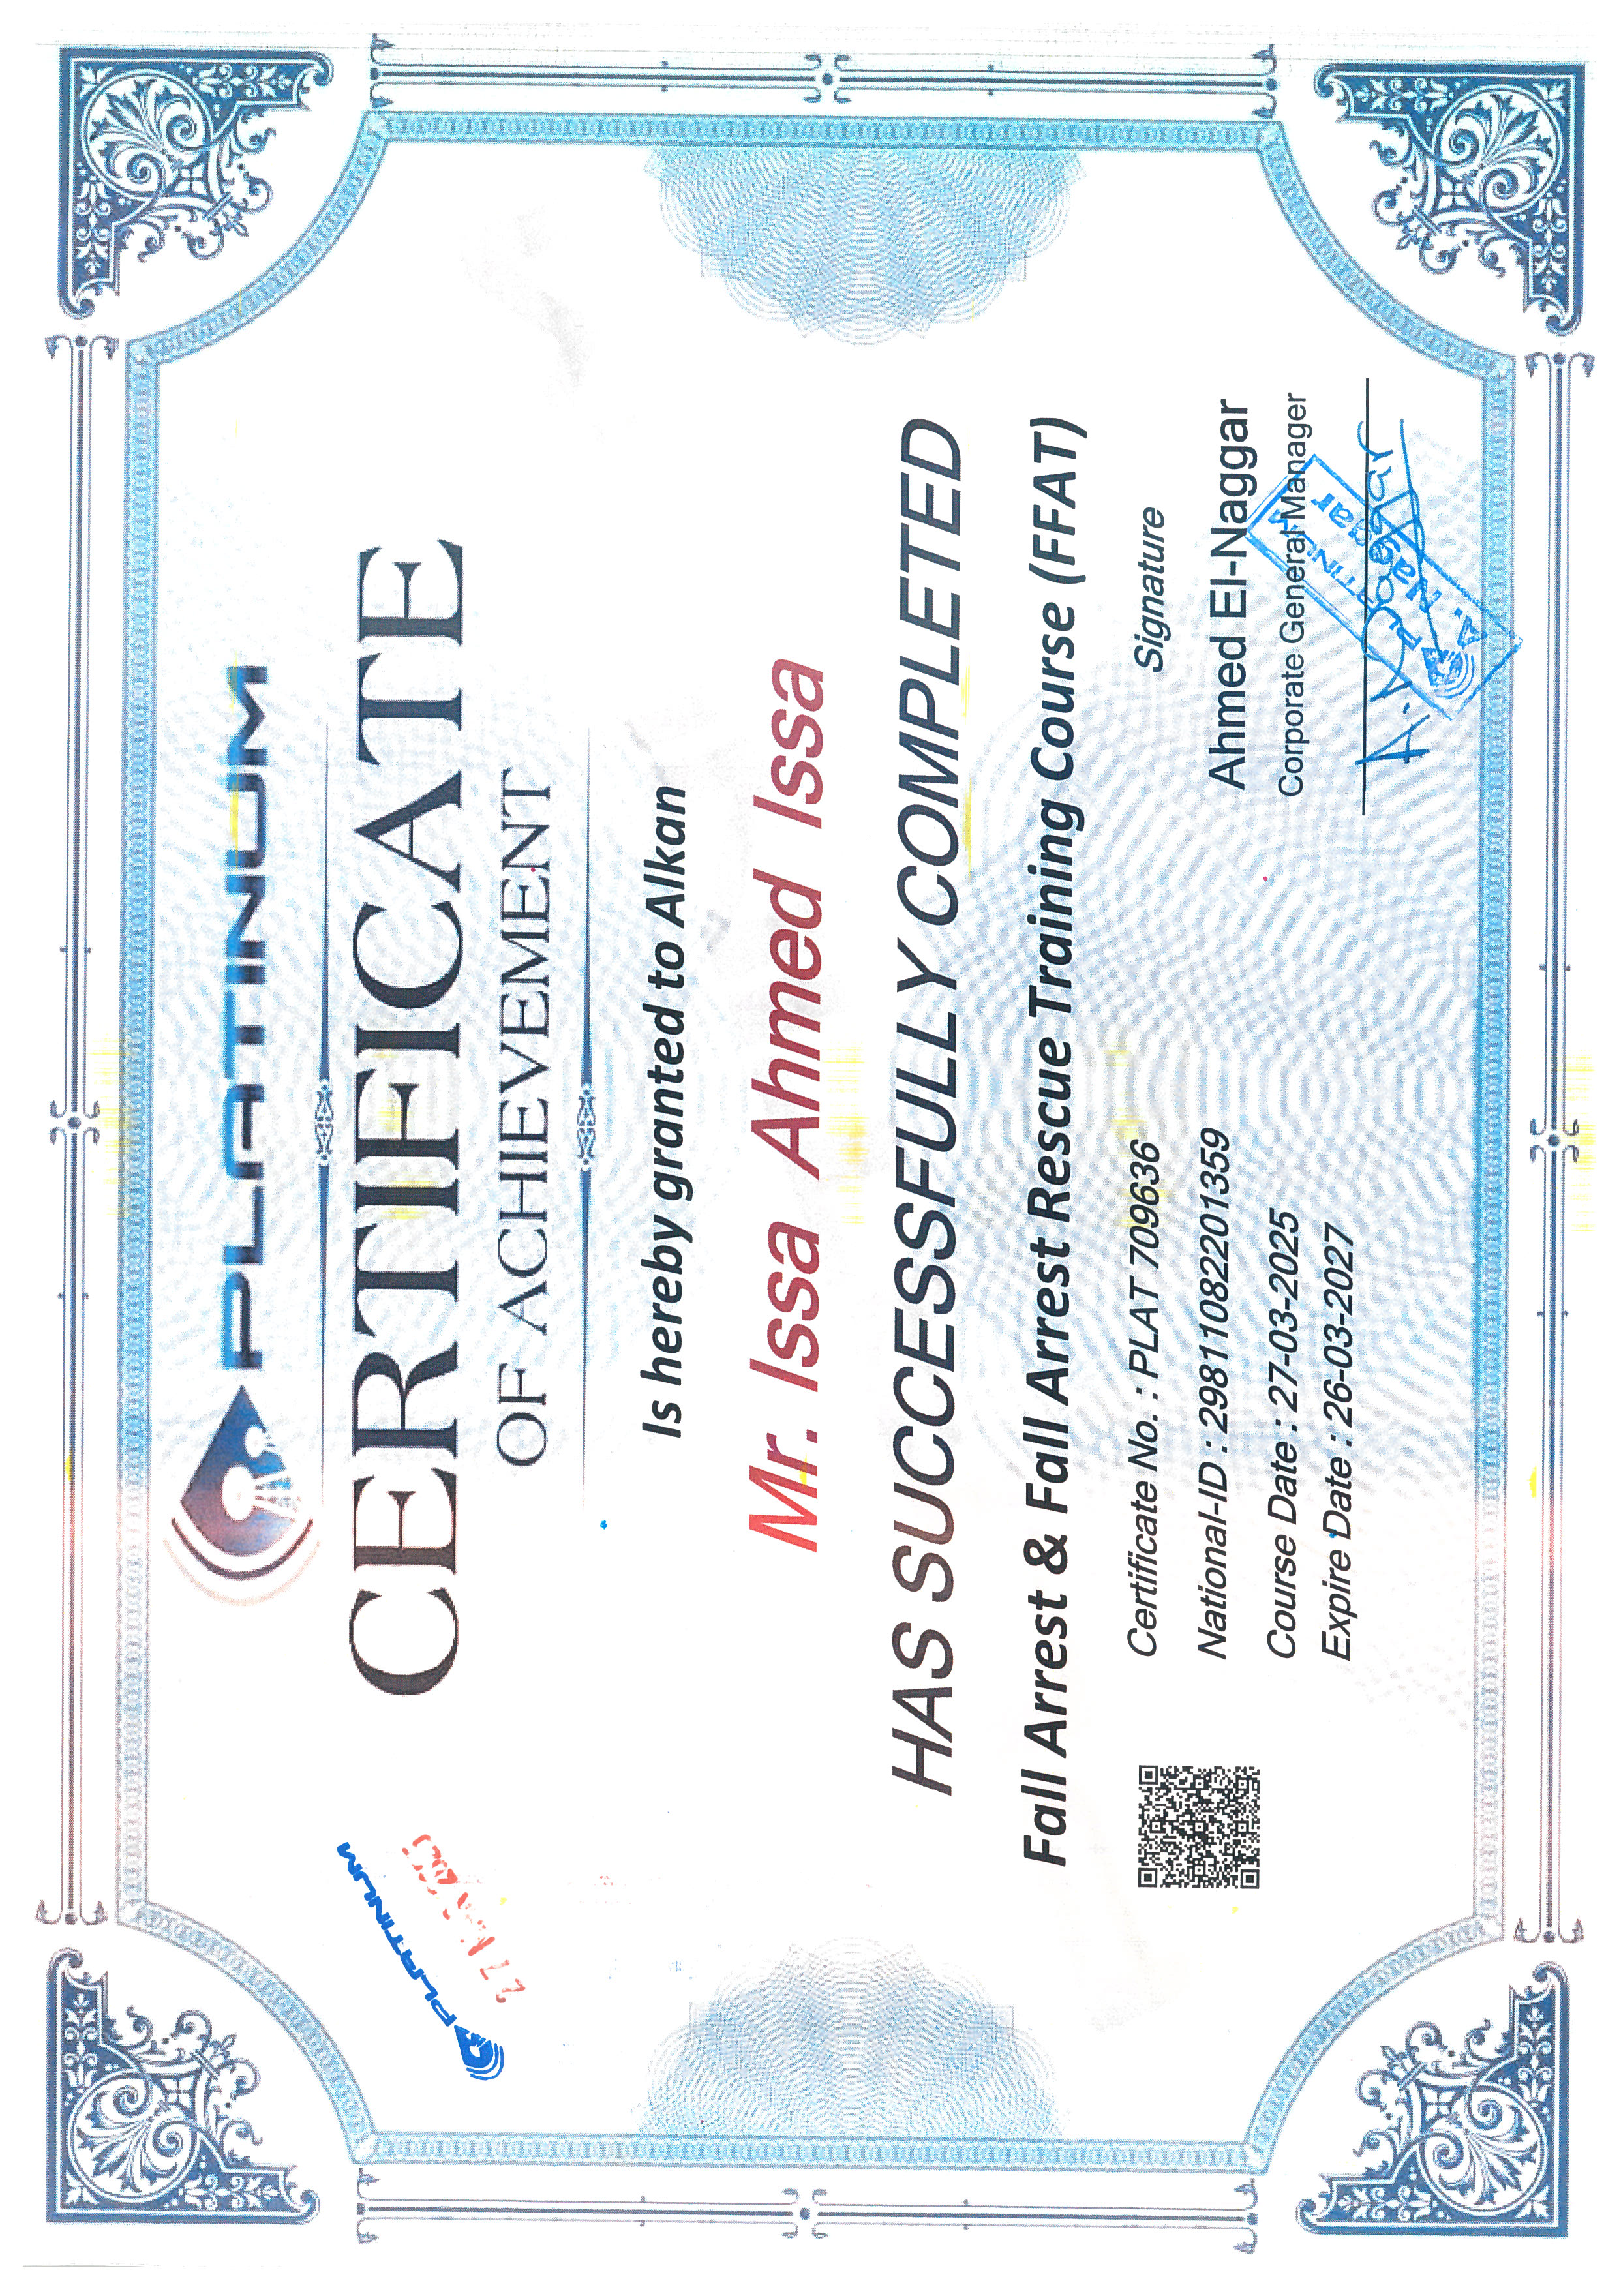 PLATINUM
PLATINUM
27 MAR 2025
CERTIFICATE
OF ACHIEVEMENT
Is hereby granted to Alkan
Mr. Issa Ahmed Issa
HAS SUCCESSFULLY COMPLETED
Fall Arrest & Fall Arrest Rescue Training Course (FFAT)
Certificate No. : PLAT 709636
National-ID : 29811082201359
Course Date : 27-03-2025
Expire Date : 26-03-2027
Signature
Ahmed El-Naggar
Corporate General Manager
A. Naggar
PLATINUM
A. Naggar